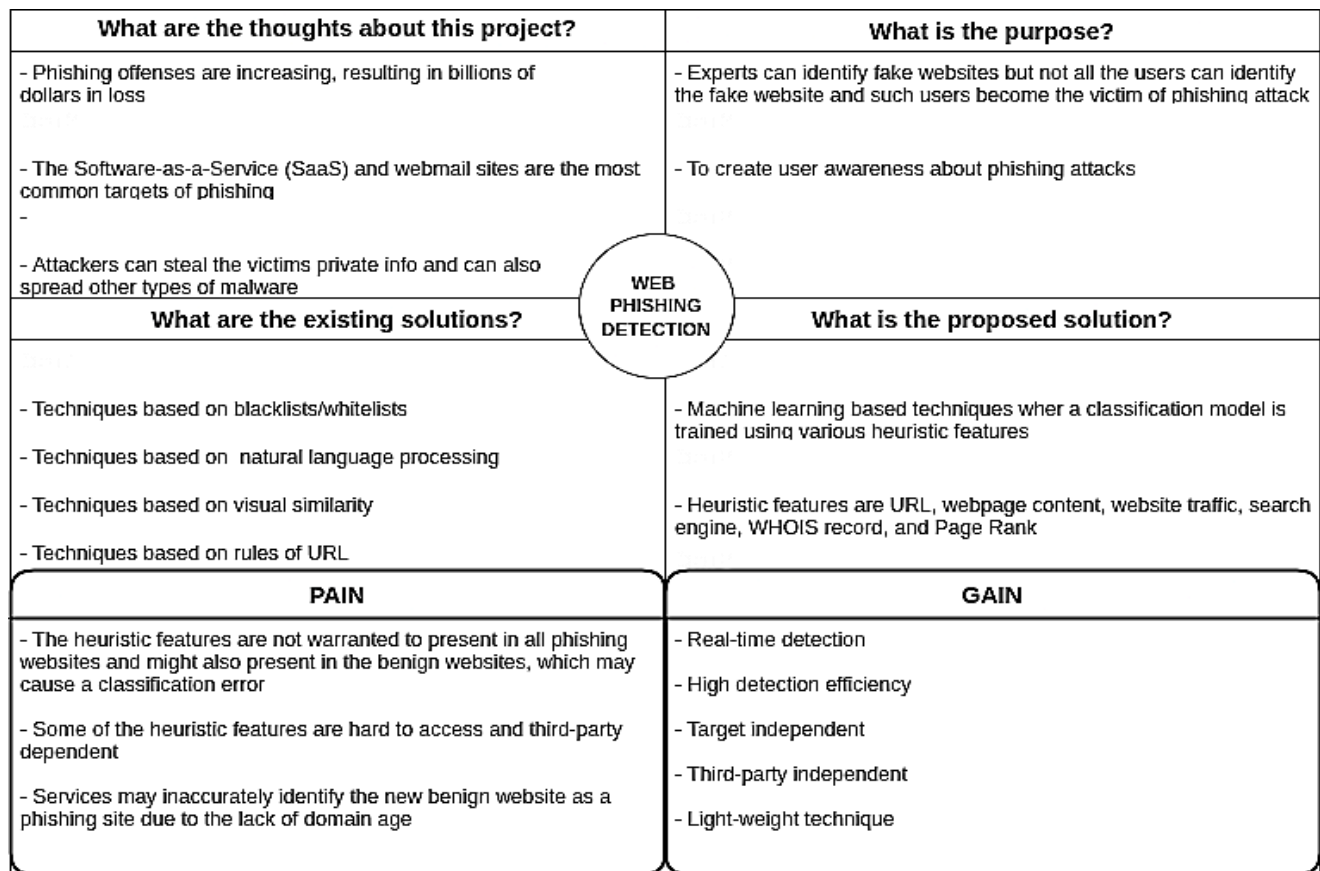 What are the thoughts about this project?
- Phishing offenses are increasing, resulting in billions of
dollars in loss
- The Software-as-a-Service (SaaS) and webmail sites are the most
common targets of phishing
-
- Attackers can steal the victims private info and can also
spread other types of malware
What is the purpose?
- Experts can identify fake websites but not all the users can identify
the fake website and such users become the victim of phishing attack
- To create user awareness about phishing attacks
WEB
PHISHING
DETECTION
What are the existing solutions?
- Techniques based on blacklists/whitelists
- Techniques based on natural language processing
- Techniques based on visual similarity
- Techniques based on rules of URL
What is the proposed solution?
- Machine learning based techniques wher a classification model is
trained using various heuristic features
- Heuristic features are URL, webpage content, website traffic, search
engine, WHOIS record, and Page Rank
PAIN
- The heuristic features are not warranted to present in all phishing
websites and might also present in the benign websites, which may
cause a classification error
- Some of the heuristic features are hard to access and third-party
dependent
- Services may inaccurately identify the new benign website as a
phishing site due to the lack of domain age
GAIN
- Real-time detection
- High detection efficiency
- Target independent
- Third-party independent
- Light-weight technique